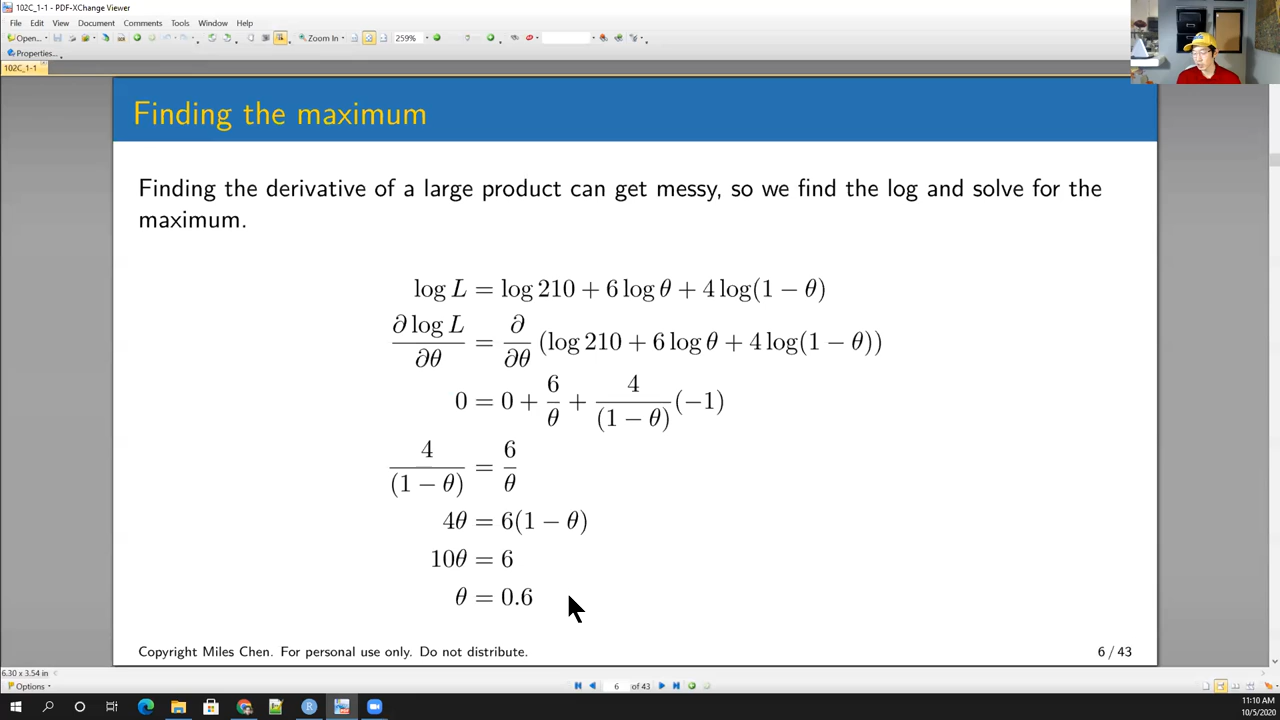 102C_1-1 - PDF-XChange Viewer
File Edit View Document Comments Tools Window Help
Open... Zoom In 259%
Properties...
102C_1-1
Finding the maximum
Finding the derivative of a large product can get messy, so we find the log and solve for the
maximum.
log L = log 210 + 6 log θ + 4 log(1 − θ)
∂ log L / ∂θ = ∂ / ∂θ (log 210 + 6 log θ + 4 log(1 − θ))
0 = 0 + 6 / θ + 4 / (1 − θ) (−1)
4 / (1 − θ) = 6 / θ
4θ = 6(1 − θ)
10θ = 6
θ = 0.6
Copyright Miles Chen. For personal use only. Do not distribute. 6 / 43
6.30 x 3.54 in
Options 6 of 43
11:10 AM
10/5/2020